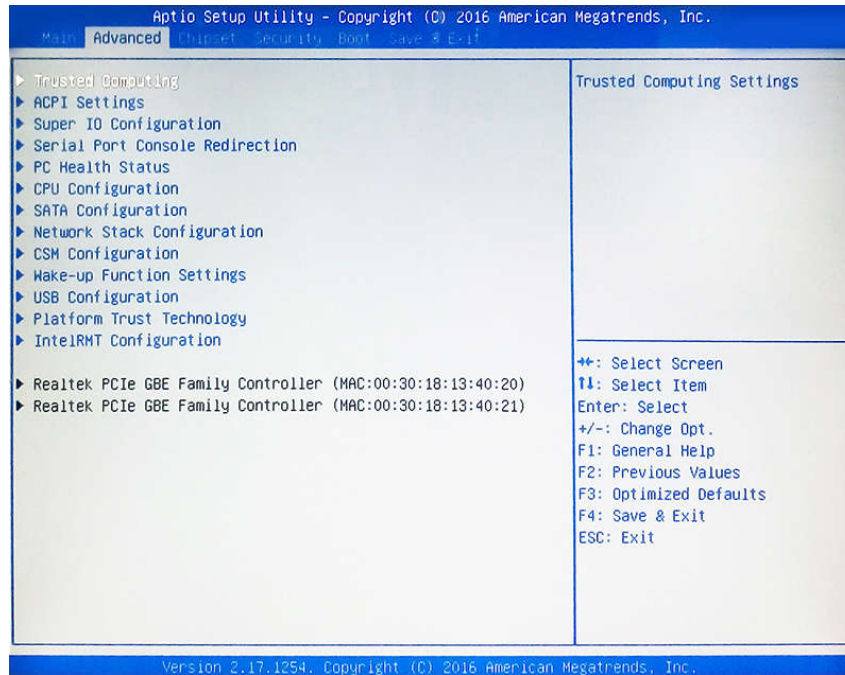 Aptio Setup Utility - Copyright (C) 2016 American Megatrends, Inc.
Main Advanced Chipset Security Boot Save & Exit
Trusted Computing
ACPI Settings
Super IO Configuration
Serial Port Console Redirection
PC Health Status
CPU Configuration
SATA Configuration
Network Stack Configuration
CSM Configuration
Wake-up Function Settings
USB Configuration
Platform Trust Technology
IntelRMT Configuration
Realtek PCIe GBE Family Controller (MAC:00:30:18:13:40:20)
Realtek PCIe GBE Family Controller (MAC:00:30:18:13:40:21)
Trusted Computing Settings
→←: Select Screen
↑↓: Select Item
Enter: Select
+/-: Change Opt.
F1: General Help
F2: Previous Values
F3: Optimized Defaults
F4: Save & Exit
ESC: Exit
Version 2.17.1254. Copyright (C) 2016 American Megatrends, Inc.